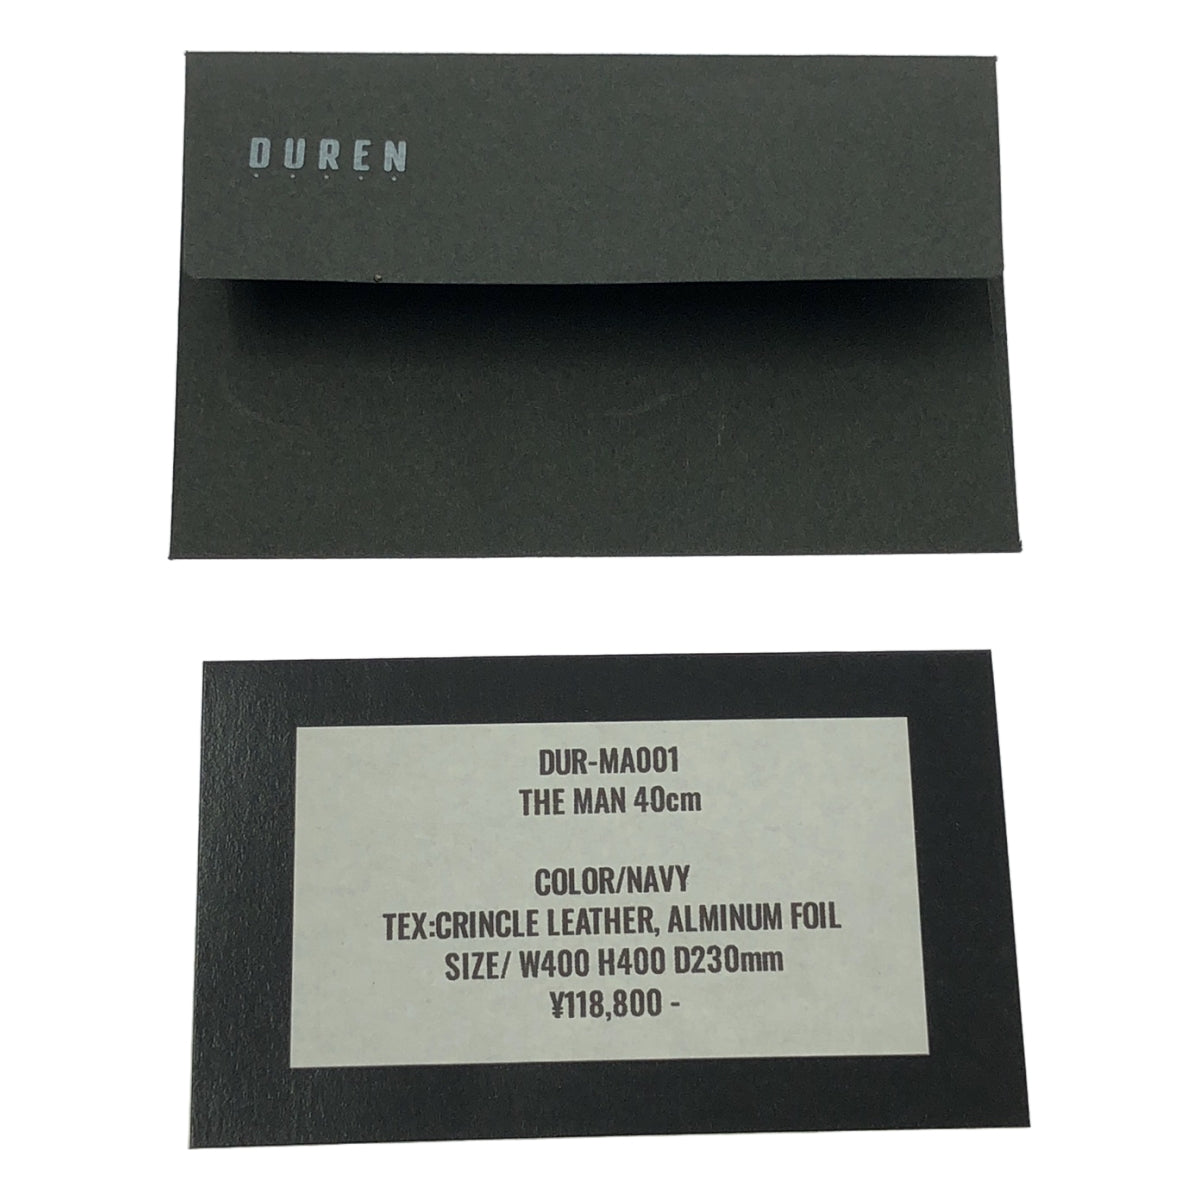 DUREN
DUR-MA001
THE MAN 40cm
COLOR/NAVY
TEX:CRINCLE LEATHER, ALMINUM FOIL
SIZE/ W400 H400 D230mm
¥118,800 -